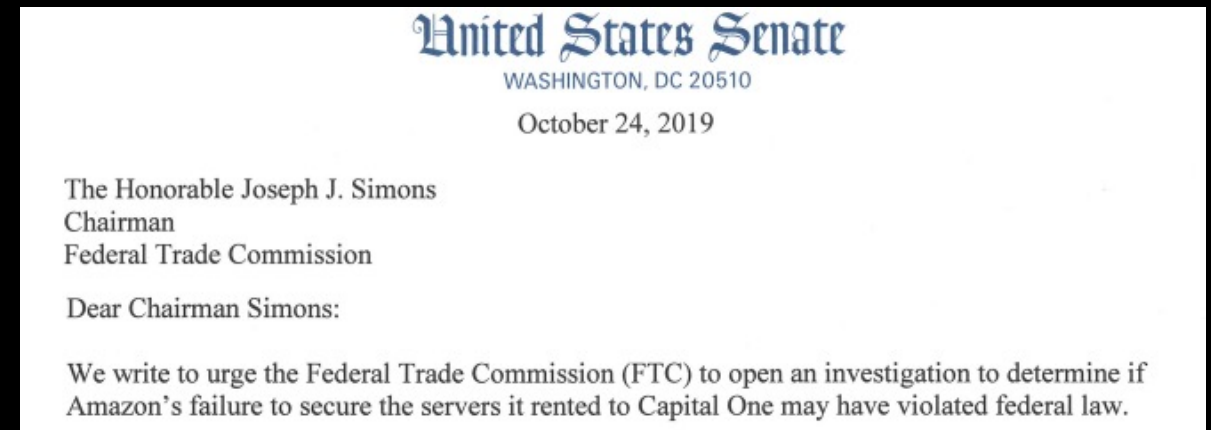 United States Senate
WASHINGTON, DC 20510
October 24, 2019
The Honorable Joseph J. Simons
Chairman
Federal Trade Commission
Dear Chairman Simons:
We write to urge the Federal Trade Commission (FTC) to open an investigation to determine if
Amazon's failure to secure the servers it rented to Capital One may have violated federal law.